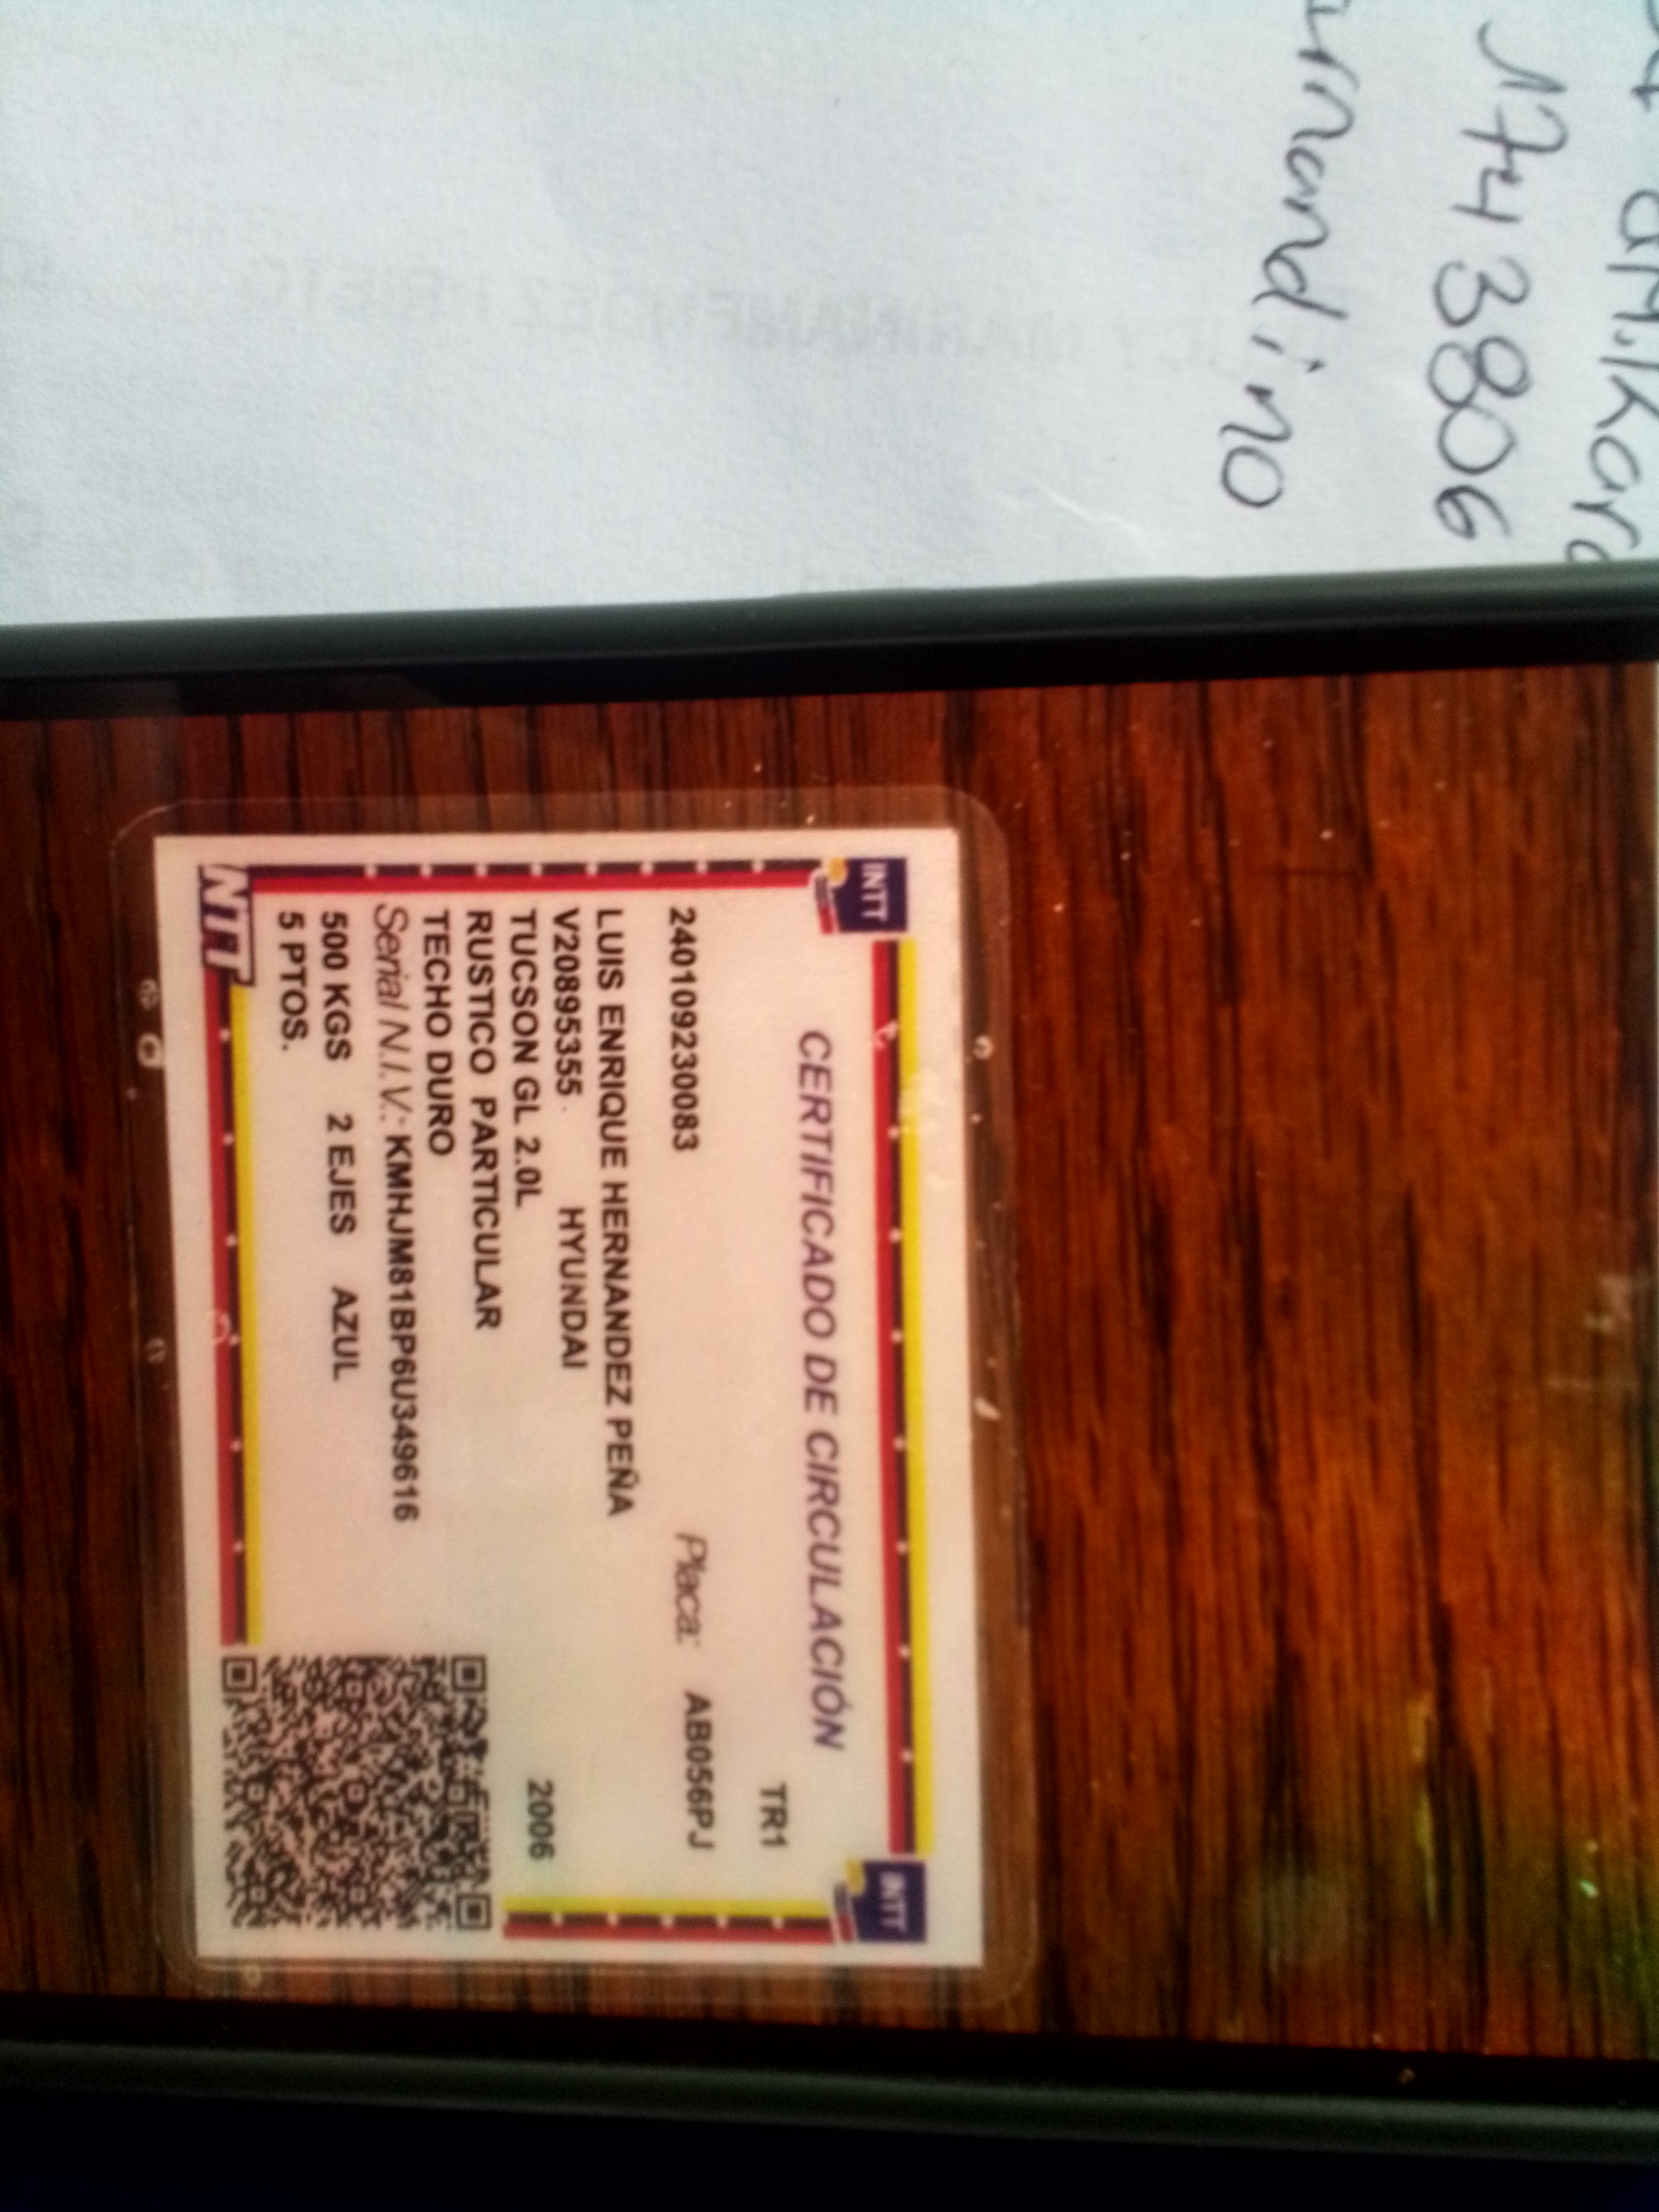 174 3806
arnandino
INTT
INTT
CERTIFICADO DE CIRCULACIÓN
TR1
240109230083 Placa: AB056PJ
LUIS ENRIQUE HERNANDEZ PEÑA
V20895355 HYUNDAI
TUCSON GL 2.0L 2006
RUSTICO PARTICULAR
TECHO DURO
Serial N.I.V.: KMHJM81BP6U349616
500 KGS 2 EJES AZUL
5 PTOS.
INTT